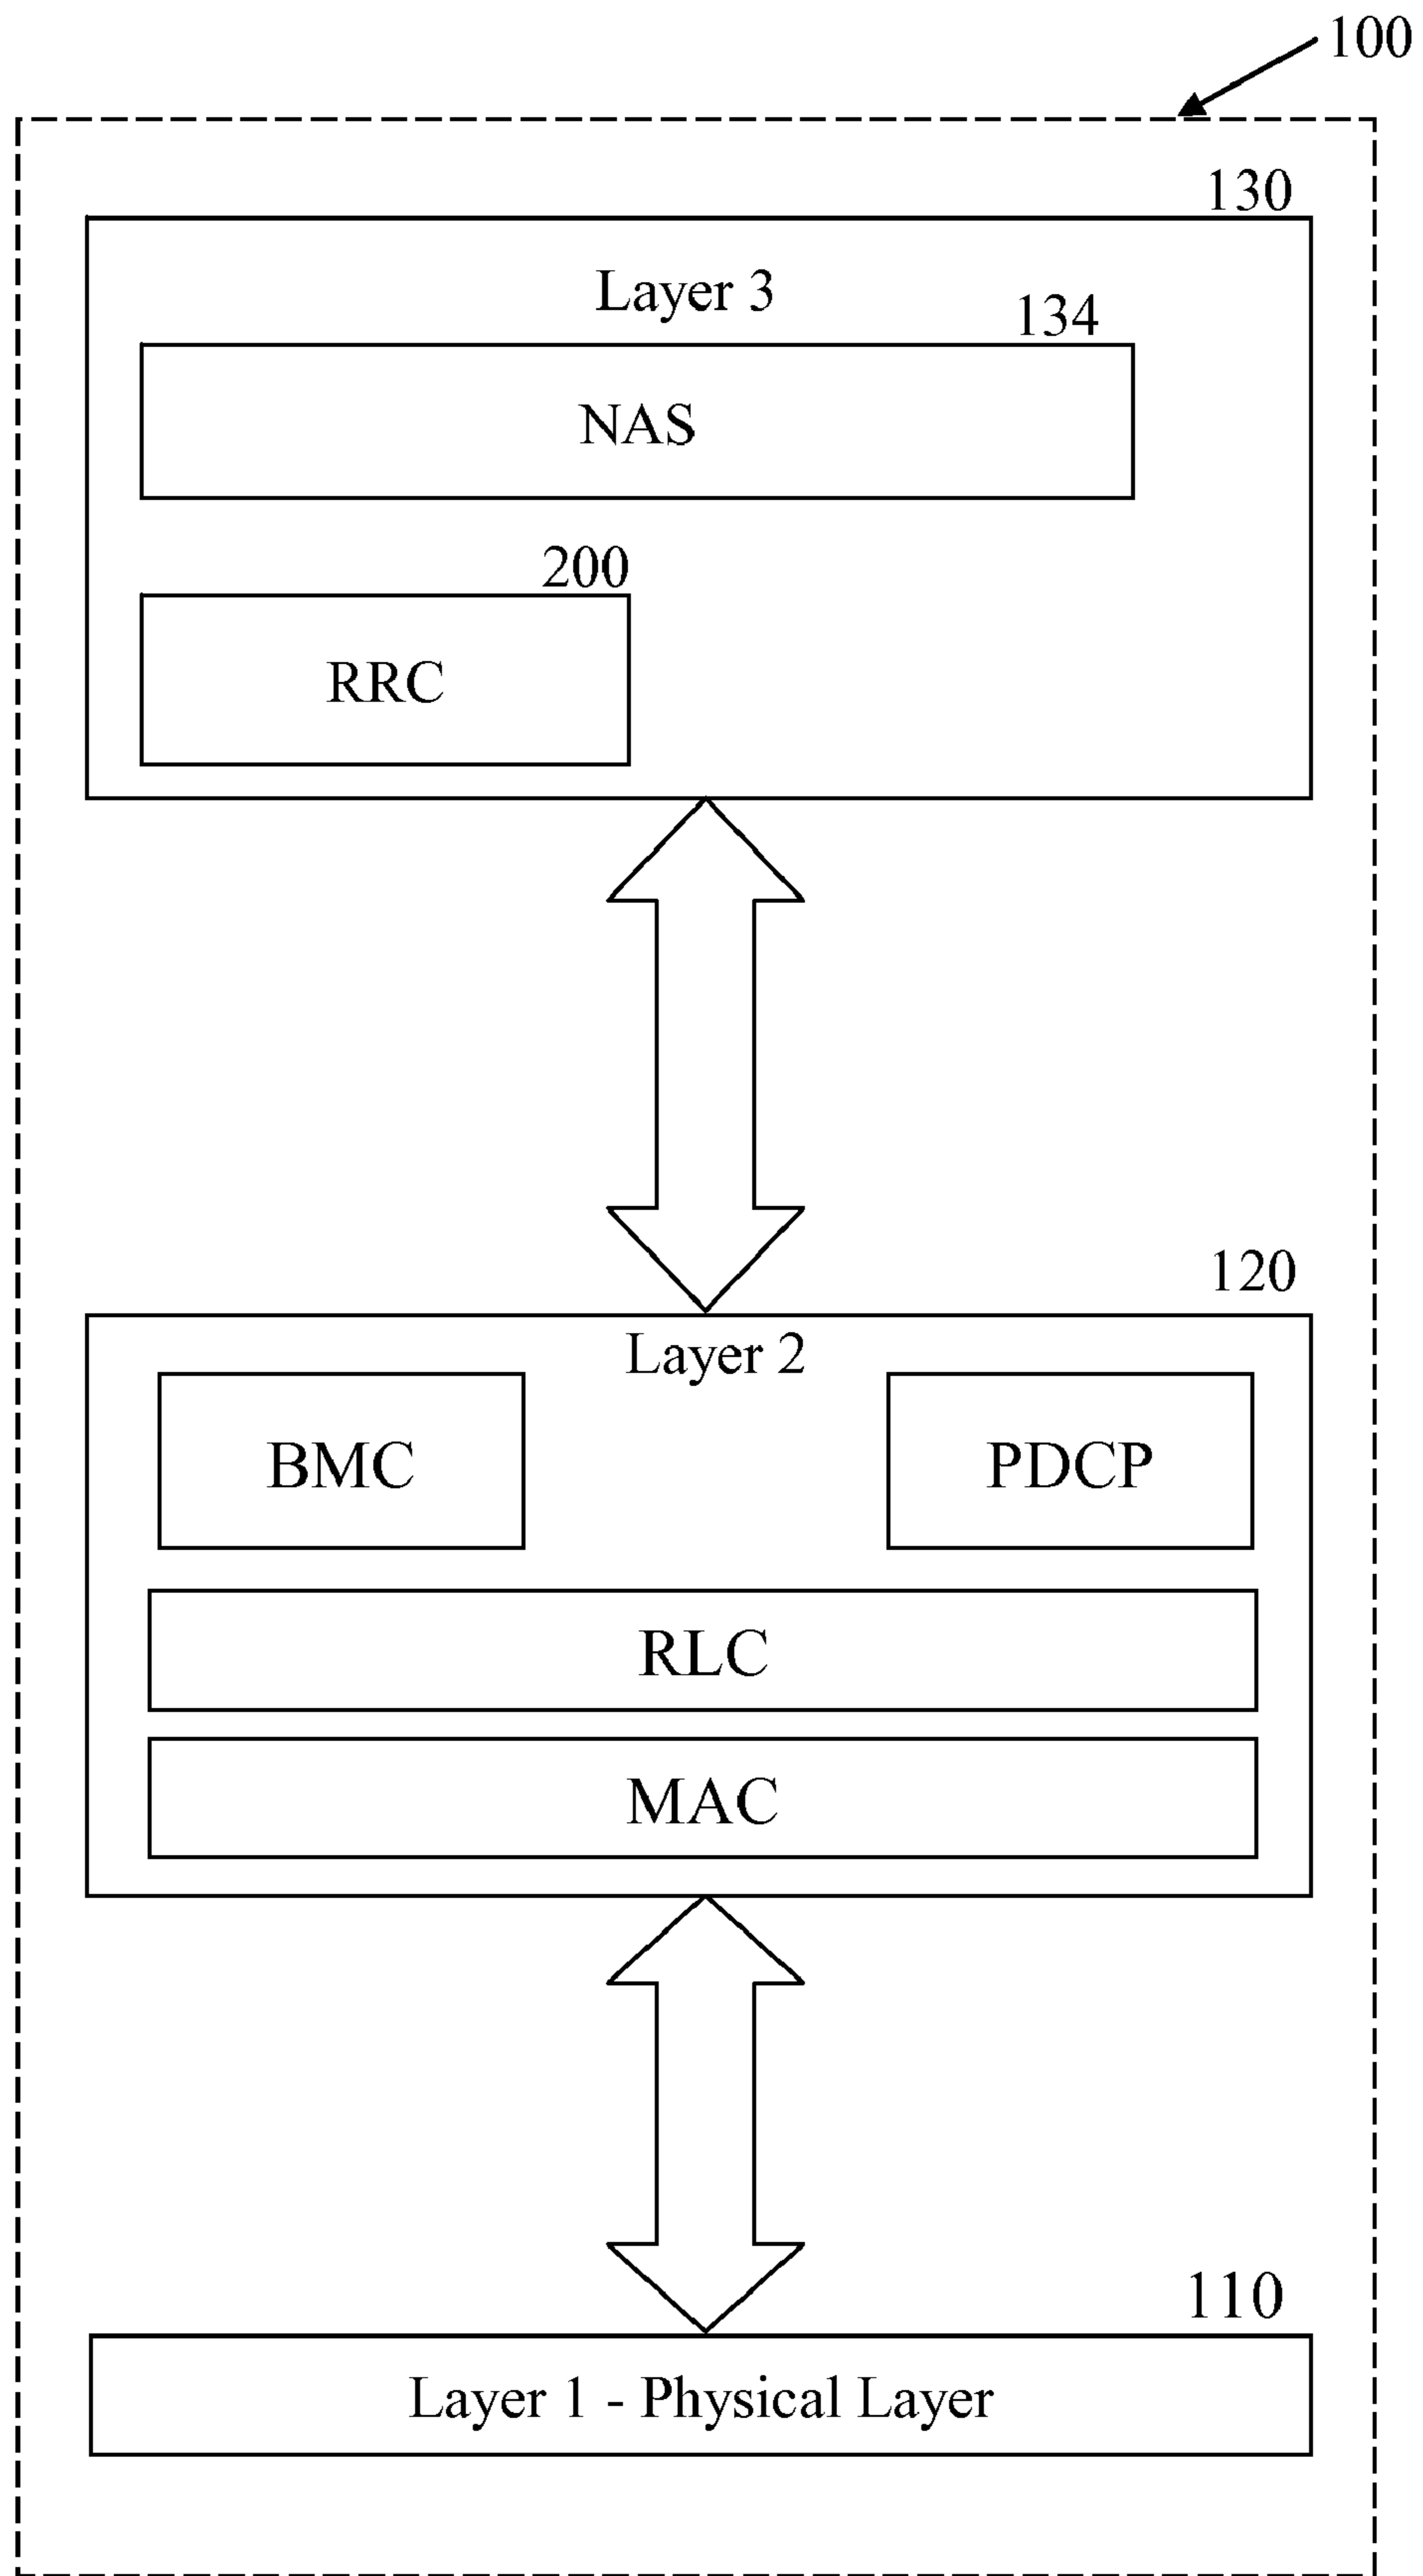 100
130
Layer 3
134
NAS
200
RRC
120
Layer 2
BMC
PDCP
RLC
MAC
110
Layer 1 - Physical Layer